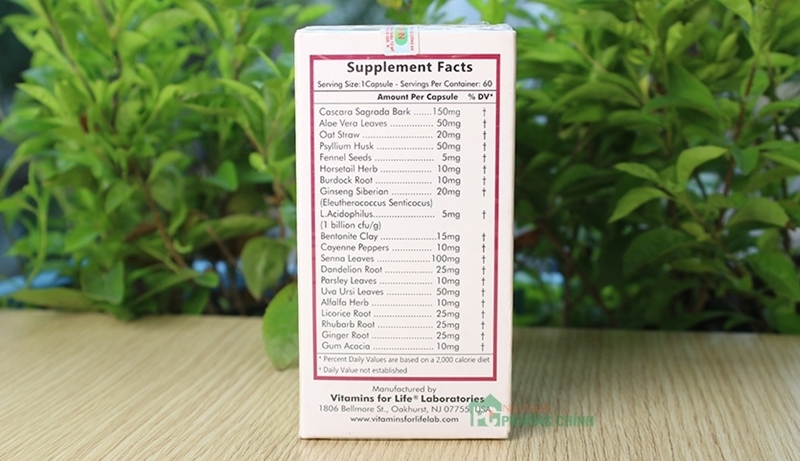 Supplement Facts
Serving Size:1Capsule - Servings Per Container: 60
Amount Per Capsule % DV*
Cascara Sagrada Bark .......150mg †
Aloe Vera Leaves ................50mg †
Oat Straw ...........................20mg †
Psyllium Husk .....................50mg †
Fennel Seeds .......................5mg †
Horsetail Herb ....................10mg †
Burdock Root ......................10mg †
Ginseng Siberian ................20mg †
(Eleutherococcus Senticocus)
L.Acidophilus.......................5mg †
(1 billion cfu/g)
Bentonite Clay .....................15mg †
Cayenne Peppers .................10mg †
Senna Leaves .....................100mg †
Dandelion Root ...................25mg †
Parsley Leaves .....................10mg †
Uva Ursi Leaves ...................50mg †
Alfalfa Herb .........................10mg †
Licorice Root .......................25mg †
Rhubarb Root ......................25mg †
Ginger Root .........................25mg †
Gum Acacia .........................10mg †
* Percent Daily Values are based on a 2,000 calorie diet
† Daily Value not established
Manufactured by
Vitamins for Life® Laboratories
1806 Bellmore St., Oakhurst, NJ 07755, USA
www.vitaminsforlifelab.com